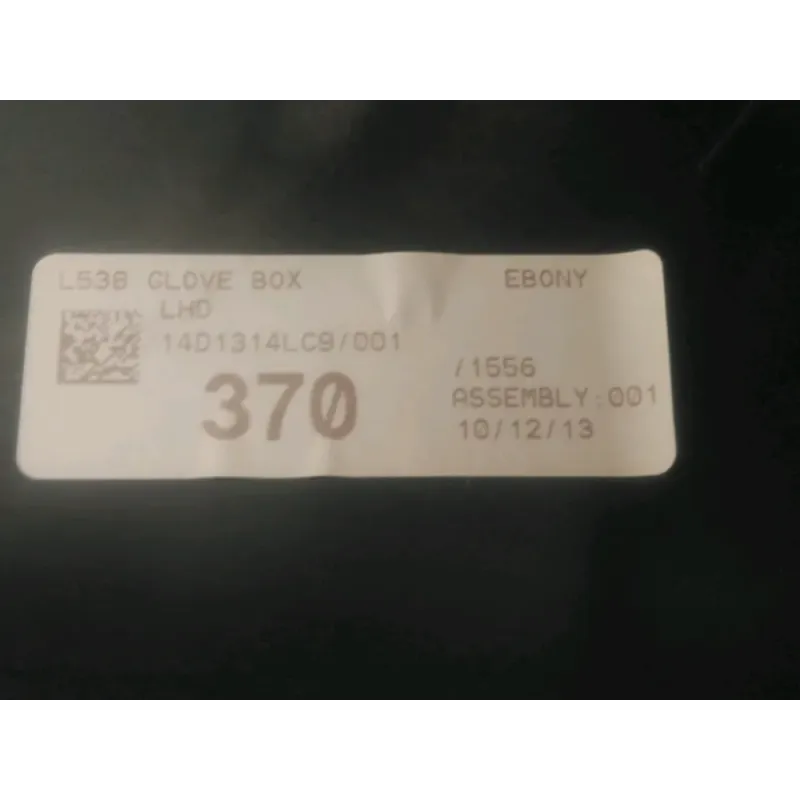 L538 GLOVE BOX EBONY
LHD
14D1314LC9/001
370
/1556
ASSEMBLY:001
10/12/13